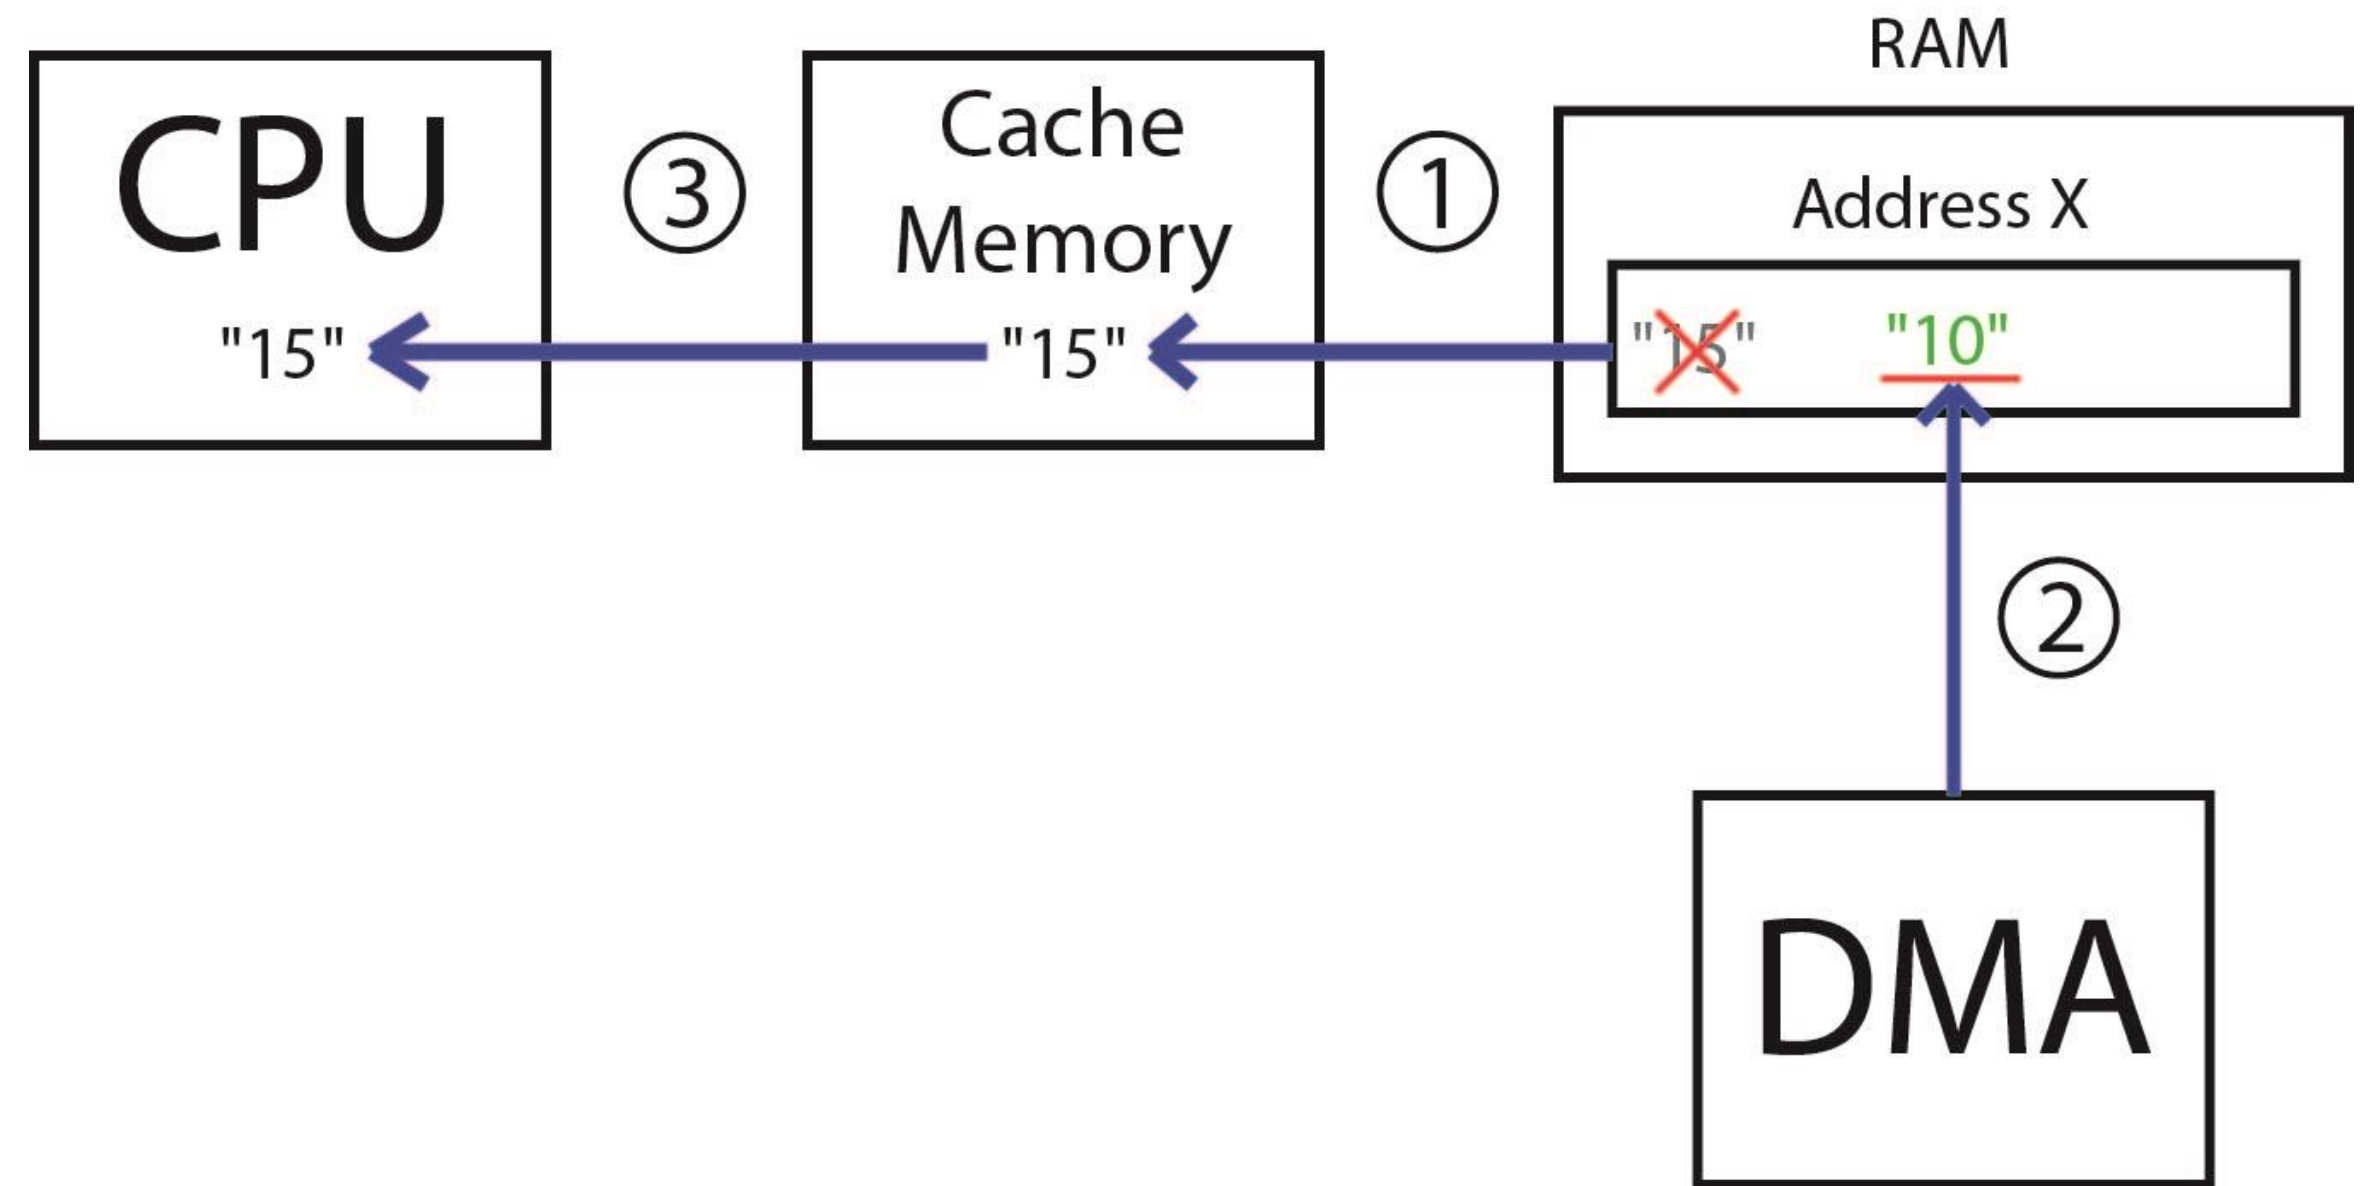 RAM
CPU
3
Cache
Memory
1
Address X
"15"
"15"
"15"
"10"
2
DMA